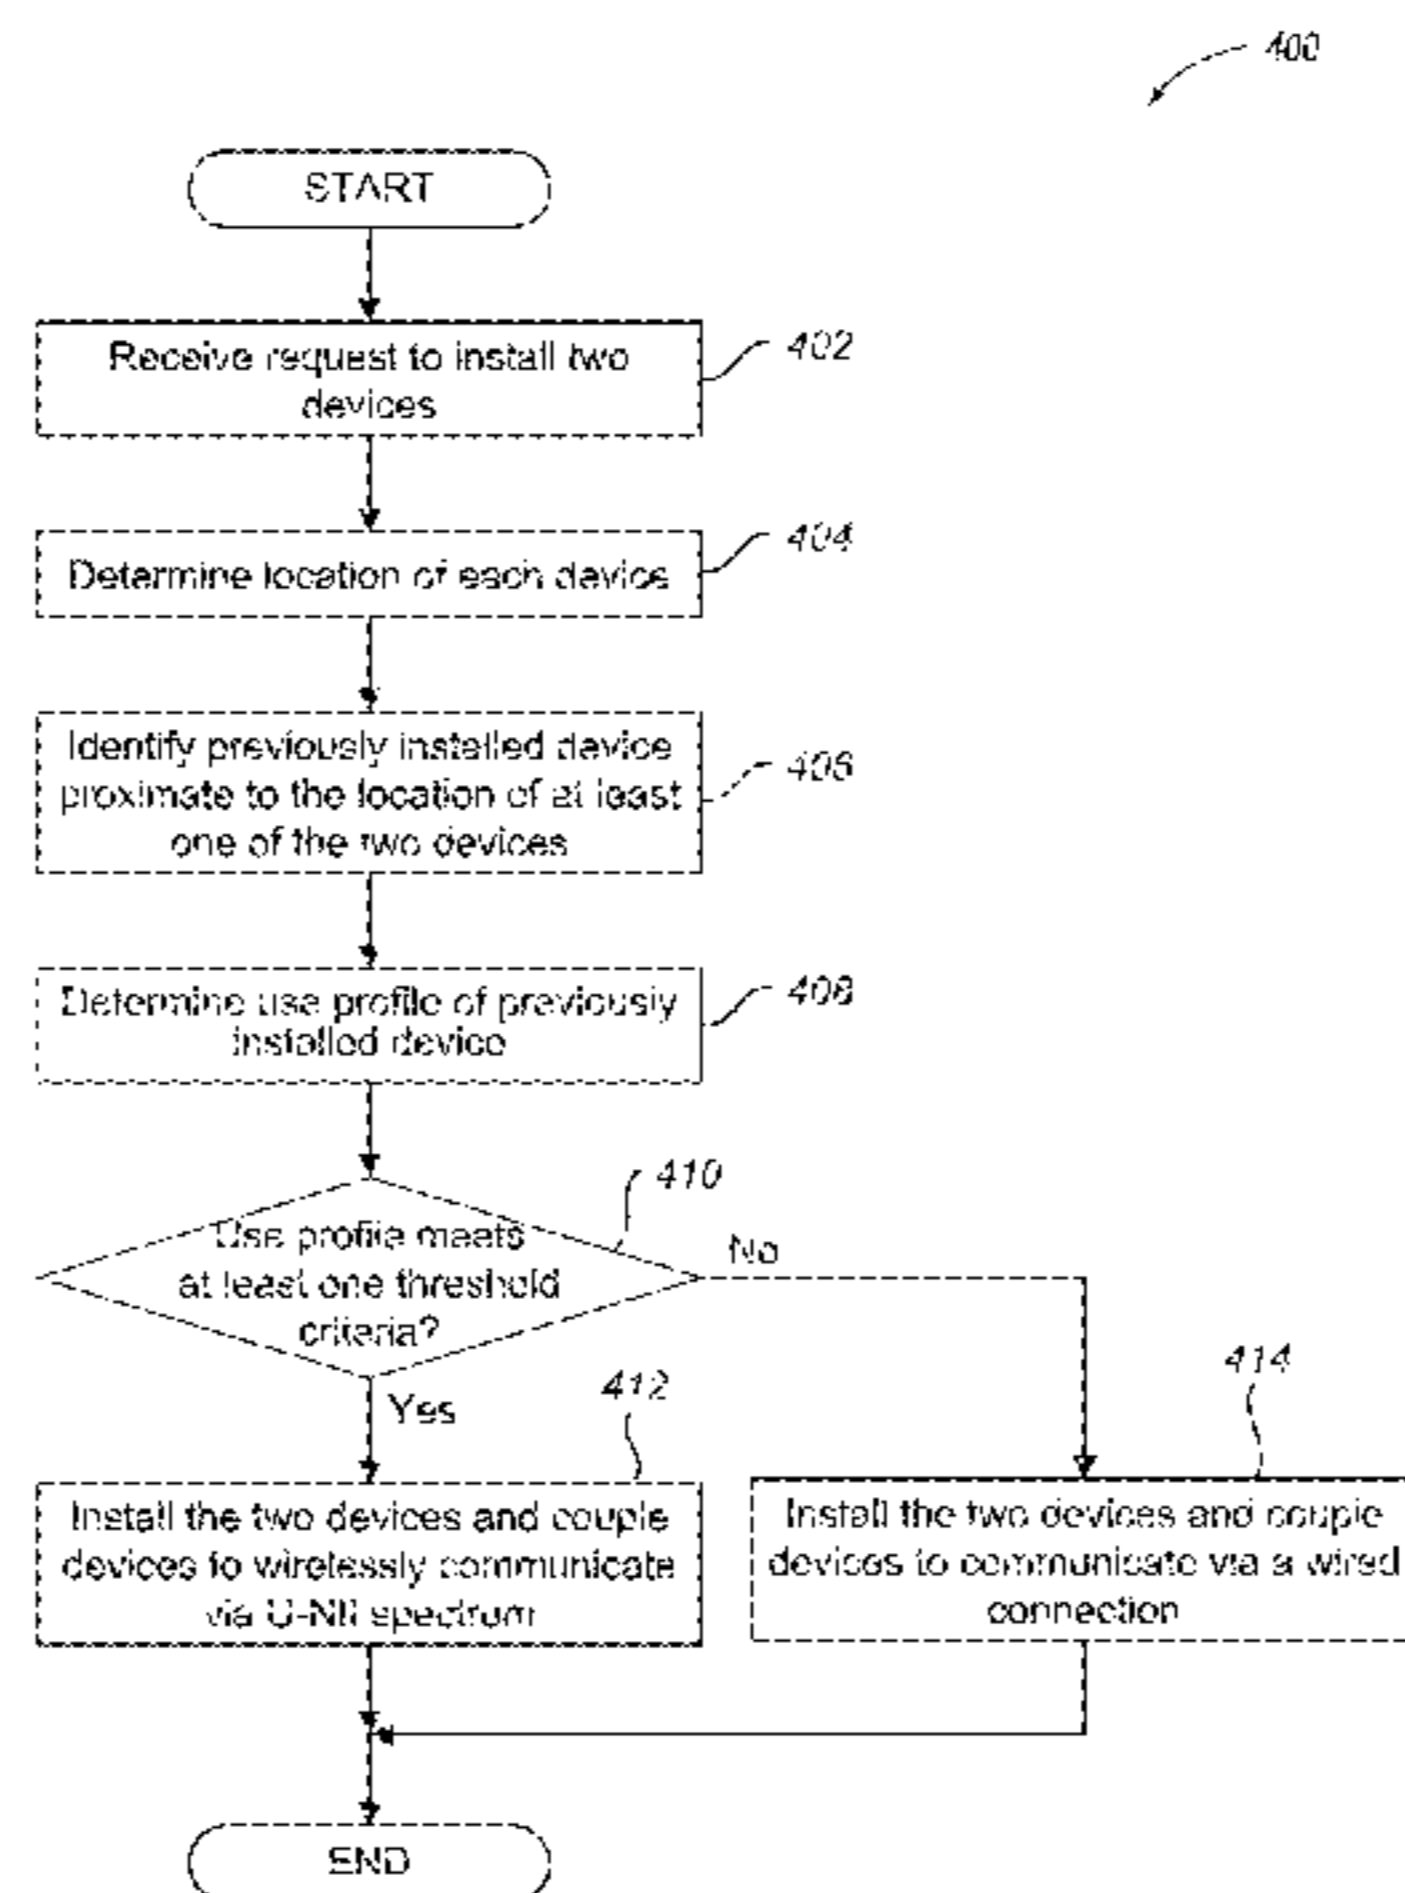 400
START
Receive request to install two
devices
402
Determine location of each device
404
Identify previously installed device
proximate to the location of at least
one of the two devices
406
Determine use profile of previously
installed device
408
410
Use profile meets
at least one threshold
criteria?
No
Yes
412
414
Install the two devices and couple
devices to wirelessly communicate
via U-NII spectrum
Install the two devices and couple
devices to communicate via a wired
connection
END